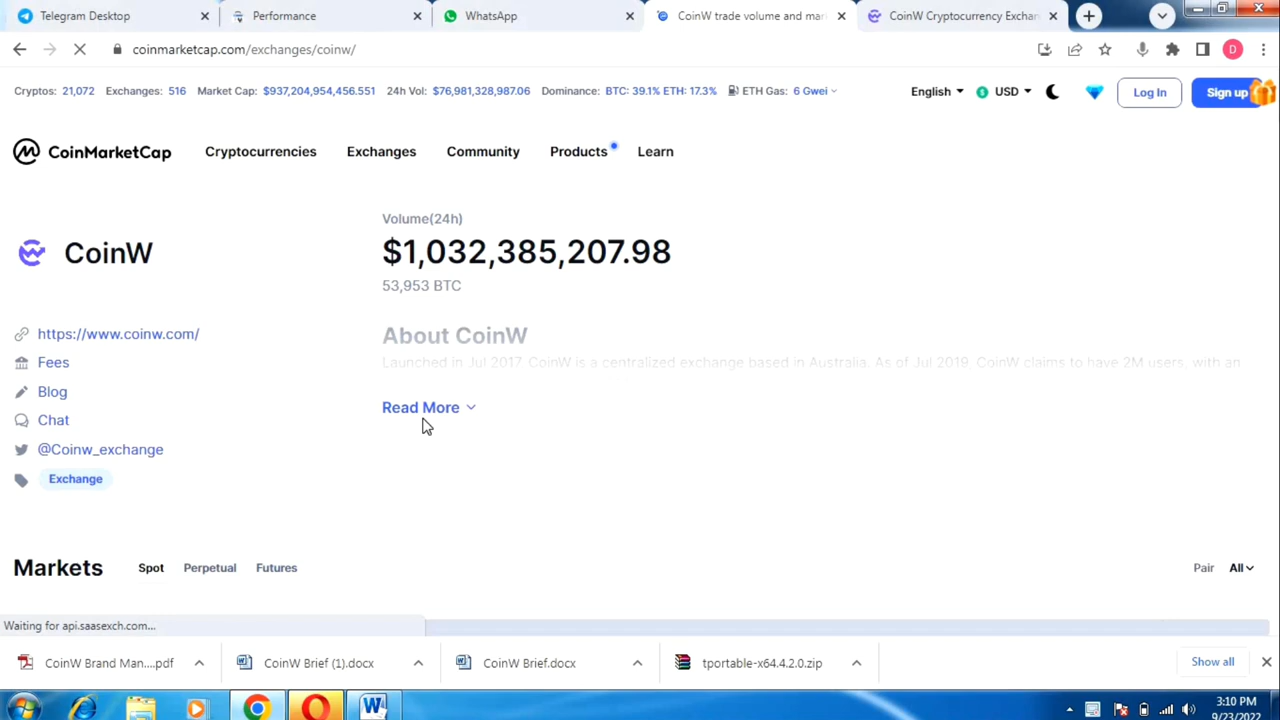 Telegram Desktop
Performance
WhatsApp
CoinW trade volume and mar
CoinW Cryptocurrency Exchan
coinmarketcap.com/exchanges/coinw/
D
Cryptos: 21,072 Exchanges: 516 Market Cap: $937,204,954,456.551 24h Vol: $76,981,328,987.06 Dominance: BTC: 39.1% ETH: 17.3% ETH Gas: 6 Gwei
English
USD
Log In
Sign up
CoinMarketCap
Cryptocurrencies
Exchanges
Community
Products
Learn
Volume(24h)
CoinW
$1,032,385,207.98
53,953 BTC
https://www.coinw.com/
Fees
Blog
Chat
@Coinw_exchange
Exchange
About CoinW
Launched in Jul 2017, CoinW is a centralized exchange based in Australia. As of Jul 2019, CoinW claims to have 2M users, with an
Read More
Markets
Spot
Perpetual
Futures
Pair
All
Waiting for api.saasexch.com...
CoinW Brand Man....pdf
CoinW Brief (1).docx
CoinW Brief.docx
tportable-x64.4.2.0.zip
Show all
3:10 PM
9/23/2022